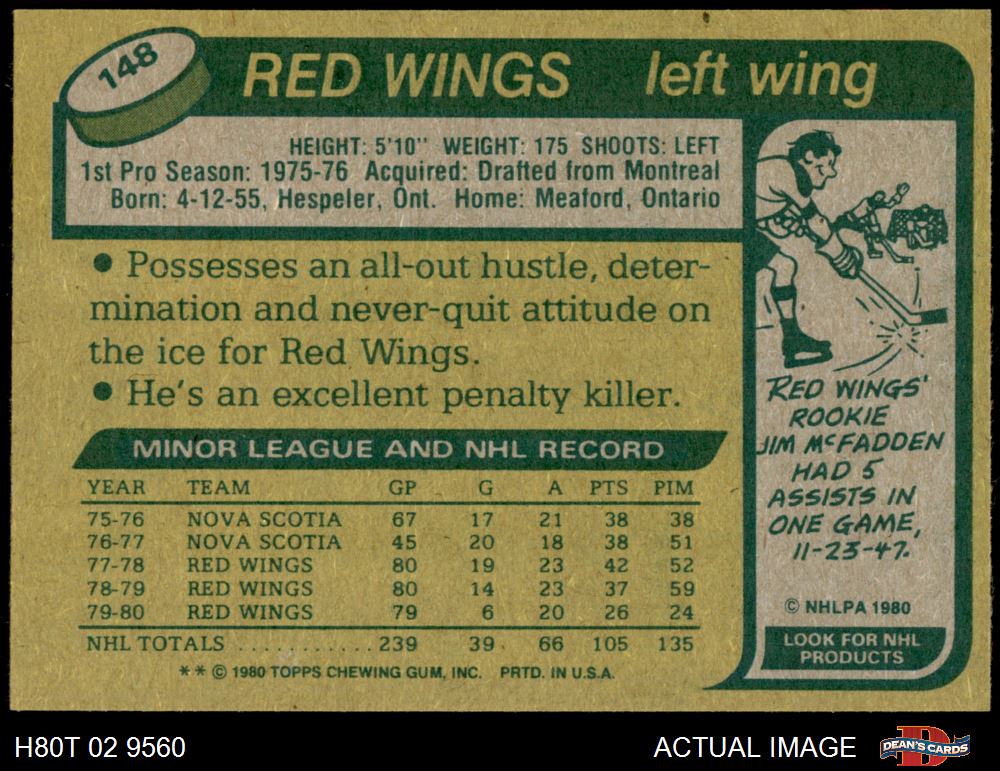 148
RED WINGS left wing
HEIGHT: 5'10" WEIGHT: 175 SHOOTS: LEFT
1st Pro Season: 1975-76 Acquired: Drafted from Montreal
Born: 4-12-55, Hespeler, Ont. Home: Meaford, Ontario
• Possesses an all-out hustle, deter-
mination and never-quit attitude on
the ice for Red Wings.
• He's an excellent penalty killer.
MINOR LEAGUE AND NHL RECORD
YEAR TEAM GP G A PTS PIM
75-76 NOVA SCOTIA 67 17 21 38 38
76-77 NOVA SCOTIA 45 20 18 38 51
77-78 RED WINGS 80 19 23 42 52
78-79 RED WINGS 80 14 23 37 59
79-80 RED WINGS 79 6 20 26 24
NHL TOTALS ........... 239 39 66 105 135
** © 1980 TOPPS CHEWING GUM, INC. PRTD. IN U.S.A.
RED WINGS'
ROOKIE
JIM McFADDEN
HAD 5
ASSISTS IN
ONE GAME,
11-23-47.
© NHLPA 1980
LOOK FOR NHL
PRODUCTS
H80T 02 9560
ACTUAL IMAGE
D
DEAN'S CARDS